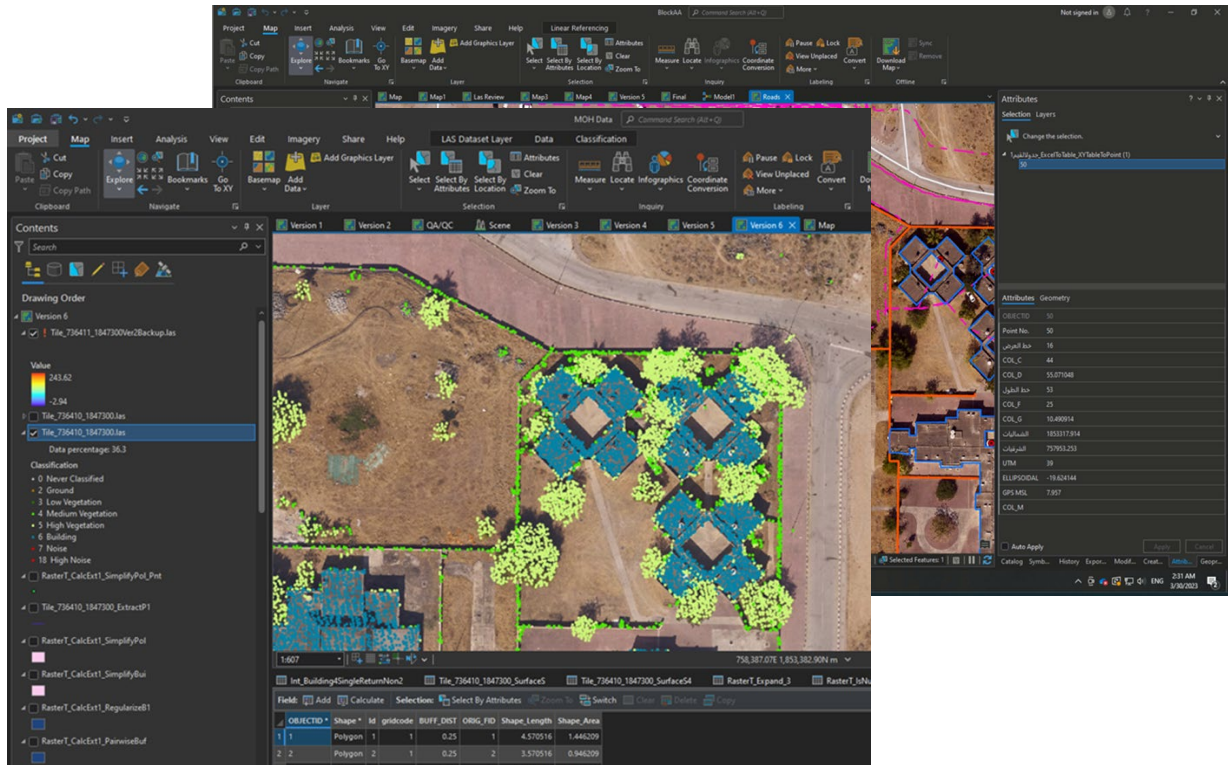 BlockAA
Command Search (Alt+Q)
Not signed in
Project Map Insert Analysis View Edit Imagery Share Help Linear Referencing
Paste
Cut
Copy
Copy Path
Clipboard
Explore
Bookmarks
Go To XY
Navigate
Basemap
Add Data
Add Graphics Layer
Layer
Select
Select By Attributes
Select By Location
Attributes
Clear
Zoom To
Selection
Measure
Locate
Infographics
Coordinate Conversion
Inquiry
Pause
Lock
View Unplaced
More
Convert
Labeling
Download Map
Sync
Remove
Offline
Contents
Map Map1 Las Review Map3 Map4 Version 5 Final Model1 Roads
Attributes
Selection Layers
Change the selection.
50
Attributes Geometry
OBJECTID 50
Point No. 50
خط العرض 16
COL_C 44
COL_D 55.071048
خط الطول 53
COL_F 25
COL_G 10.490914
الشماليات 1853317.914
الشرقيات 757953.253
UTM 39
ELLIPSOIDAL -19.624144
GPS MSL 7.957
COL_M
Auto Apply
Apply Cancel
Selected Features: 1
Catalog Symb... History Expor... Modif... Creat... Attrib... Geopr...
ENG
2:31 AM
3/30/2023
MOH Data
Command Search (Alt+Q)
Project Map Insert Analysis View Edit Imagery Share Help LAS Dataset Layer Data Classification
Paste
Cut
Copy
Copy Path
Clipboard
Explore
Bookmarks
Go To XY
Navigate
Basemap
Add Data
Add Graphics Layer
Layer
Select
Select By Attributes
Select By Location
Attributes
Clear
Zoom To
Selection
Measure
Locate
Infographics
Coordinate Conversion
Inquiry
Pause
Lock
View Unplaced
More
Convert
Labeling
Contents
Version 1 Version 2 QA/QC Scene Version 3 Version 4 Version 5 Version 6 Map
Search
Drawing Order
Version 6
Tile_736411_1847300Ver2Backup.las
Value
243.62
-2.94
Tile_736410_1847300.las
Tile_736410_1847300.las
Data percentage: 36.3
Classification
0 Never Classified
2 Ground
3 Low Vegetation
4 Medium Vegetation
5 High Vegetation
6 Building
7 Noise
18 High Noise
RasterT_CalcExt1_SimplifyPol_Pnt
Tile_736410_1847300_ExtractP1
RasterT_CalcExt1_SimplifyPol
RasterT_CalcExt1_SimplifyBui
RasterT_CalcExt1_RegularizeB1
RasterT_CalcExt1_PairwiseBuf
1:607
758,387.07E 1,853,382.90N m
Int_Building4SingleReturnNon2 Tile_736410_1847300_Surface5 Tile_736410_1847300_Surface54 RasterT_Expand_3 RasterT_IsNu
Field: Add Calculate Selection: Select By Attributes Zoom To Switch Clear Delete Copy
OBJECTID * Shape * Id gridcode BUFF_DIST ORIG_FID Shape_Length Shape_Area
1 1 Polygon 1 1 0.25 1 4.570516 1.446209
2 2 Polygon 2 1 0.25 2 3.570516 0.946209